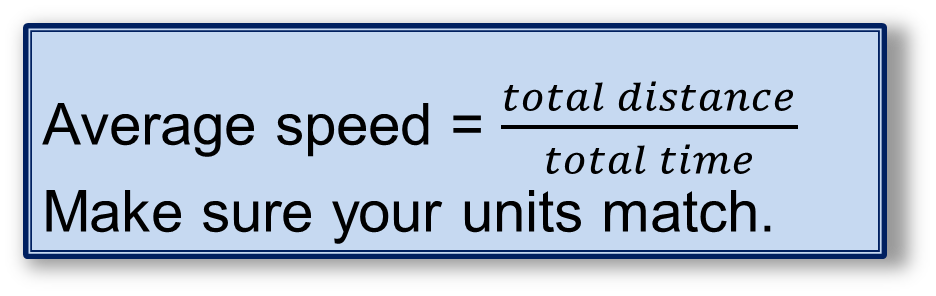 Average speed = total distance / total time
Make sure your units match.